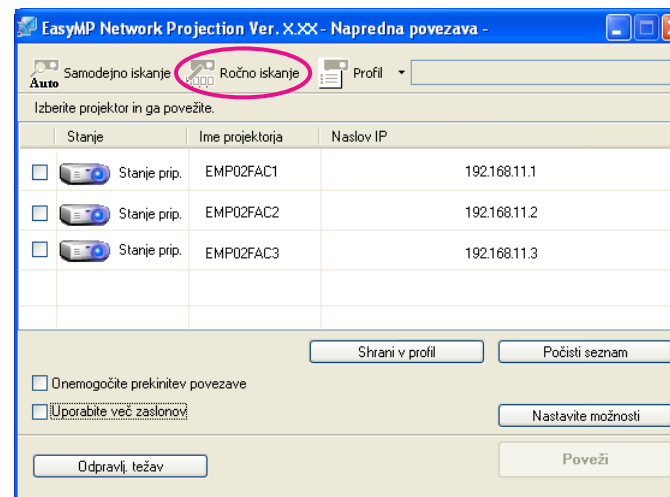 EasyMP Network Projection Ver. X.XX - Napredna povezava -
Auto Samodejno iskanje Ročno iskanje Profil
Izberite projektor in ga povežite.
Stanje Ime projektorja Naslov IP
Stanje prip. EMP02FAC1 192.168.11.1
Stanje prip. EMP02FAC2 192.168.11.2
Stanje prip. EMP02FAC3 192.168.11.3
Shrani v profil Počisti seznam
Onemogočite prekinitev povezave
Uporabite več zaslonov
Nastavite možnosti
Odpravlj. težav Poveži